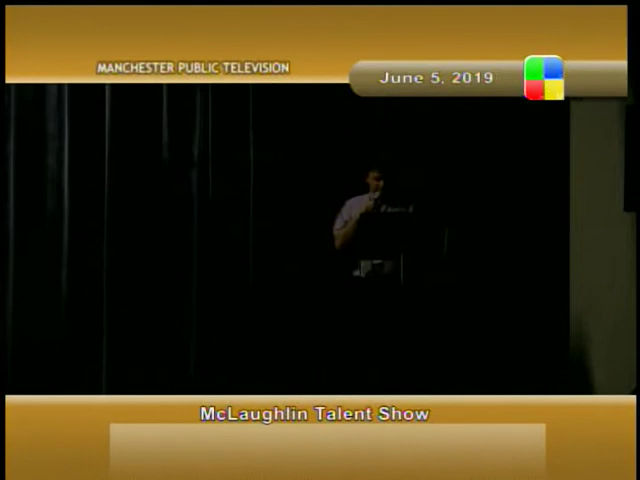 MANCHESTER PUBLIC TELEVISION
June 5, 2019
McLaughlin Talent Show